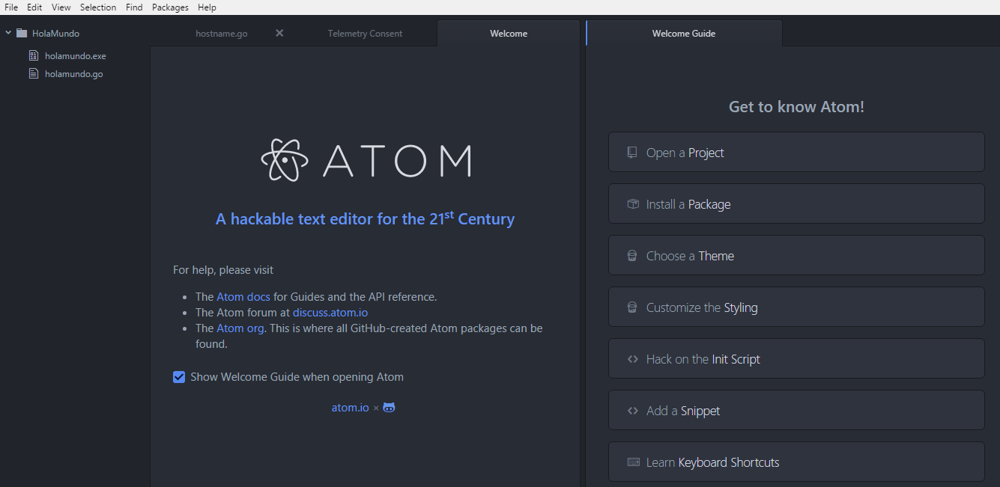 File Edit View Selection Find Packages Help
HolaMundo
holamundo.exe
holamundo.go
hostname.go
Telemetry Consent
Welcome
ATOM
A hackable text editor for the 21st Century
For help, please visit
The Atom docs for Guides and the API reference.
The Atom forum at discuss.atom.io
The Atom org. This is where all GitHub-created Atom packages can be
found.
Show Welcome Guide when opening Atom
atom.io ×
Welcome Guide
Get to know Atom!
Open a Project
Install a Package
Choose a Theme
Customize the Styling
Hack on the Init Script
Add a Snippet
Learn Keyboard Shortcuts